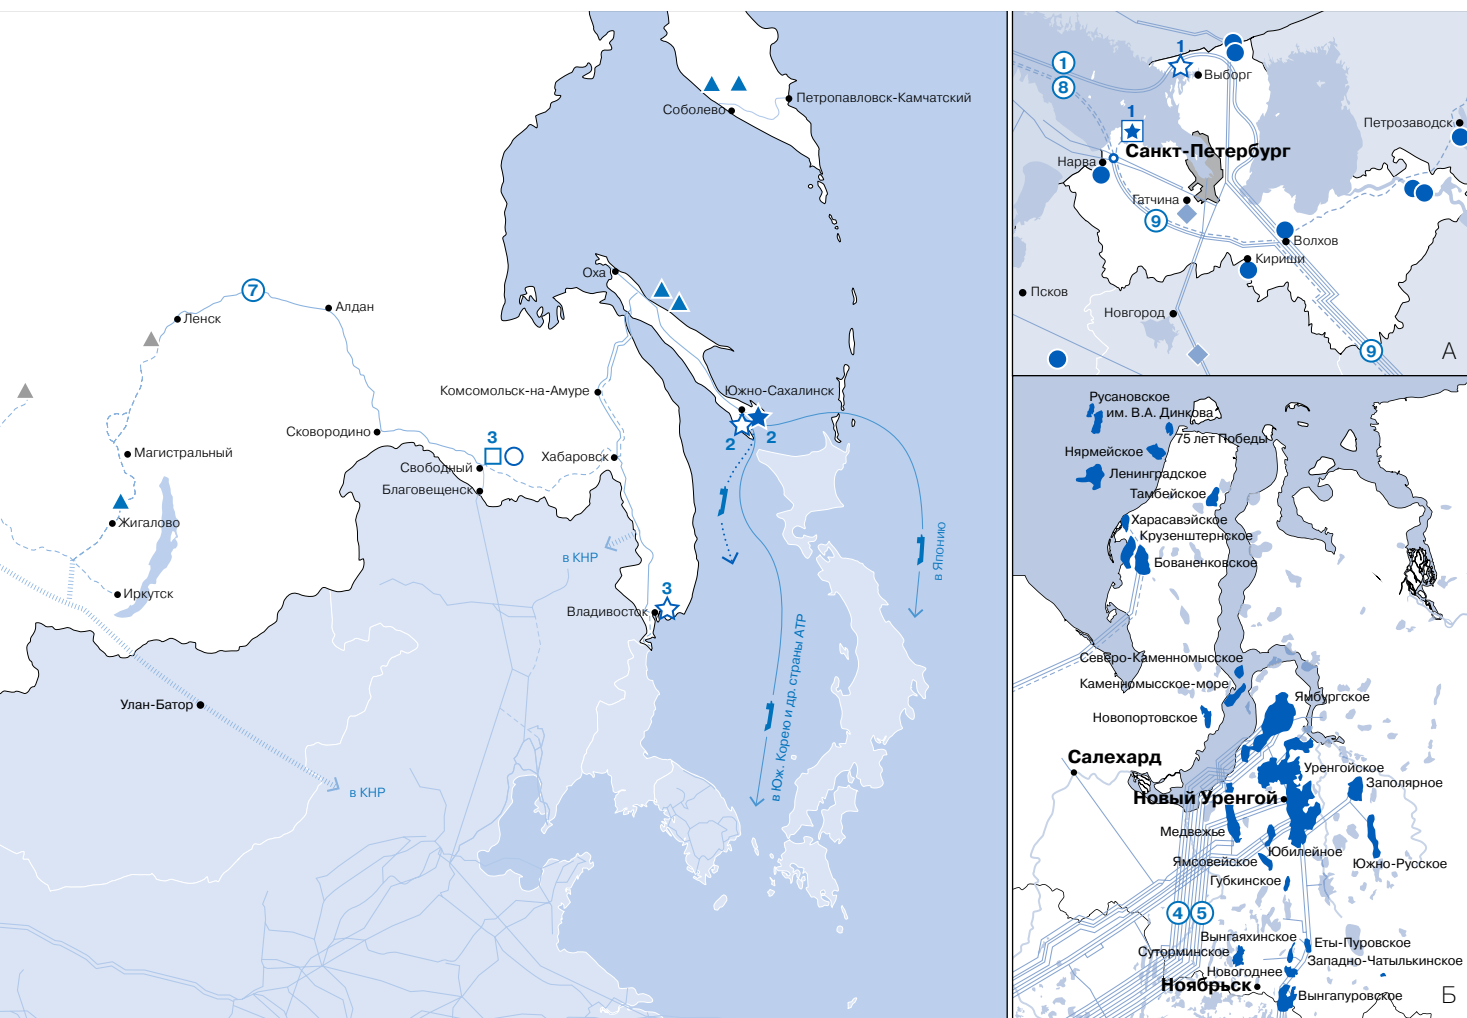 Соболево
Петропавловск-Камчатский
Оха
7
Ленск
Алдан
Комсомольск-на-Амуре
Южно-Сахалинск
2
2
Сковородино
3
Магистральный
Свободный
Хабаровск
Благовещенск
Жигалово
в КНР
в Японию
Иркутск
3
Владивосток
в Юж. Корею и др. страны АТР
Улан-Батор
в КНР
1
1
8
Выборг
1
Петрозаводск
Санкт-Петербург
Нарва
Гатчина
9
Волхов
Кириши
Псков
Новгород
9
А
Русановское
им. В.А. Динкова
75 лет Победы
Нярмейское
Ленинградское
Тамбейское
Харасавэйское
Крузенштернское
Бованенковское
Северо-Каменномысское
Каменномысское-море
Ямбургское
Новопортовское
Салехард
Уренгойское
Заполярное
Новый Уренгой
Медвежье
Юбилейное
Ямсовейское
Южно-Русское
Губкинское
4
5
Вынгаяхинское
Еты-Пуровское
Суторминское
Западно-Чатылькинское
Новогоднее
Ноябрьск
Вынгапуровское
Б